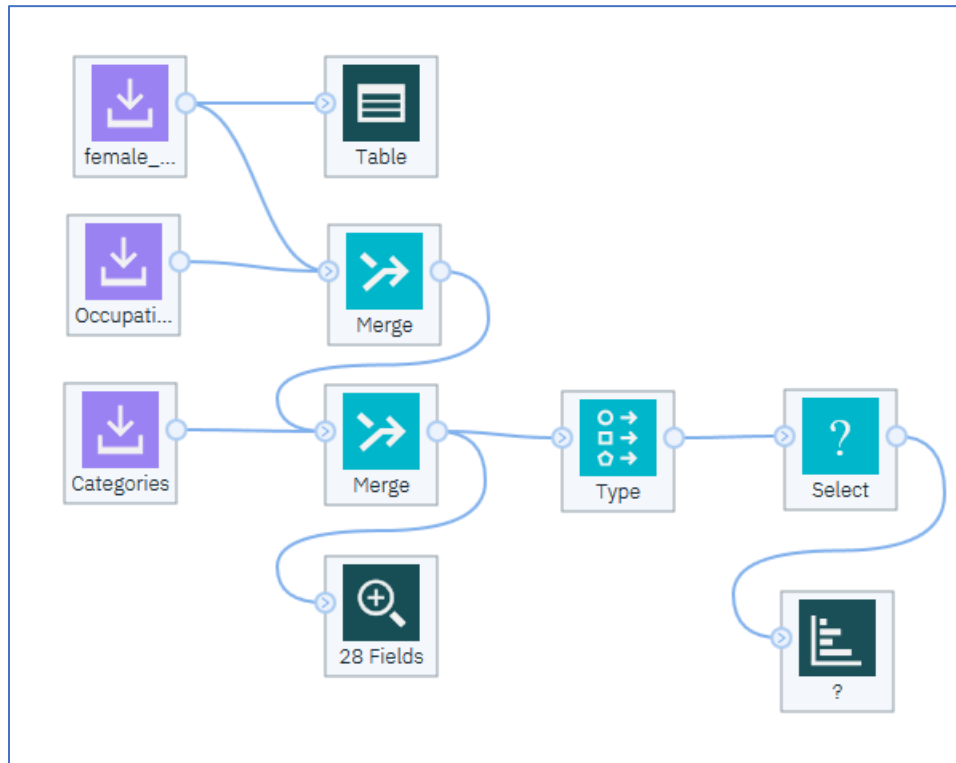 female_...
Table
Occupati...
Merge
Categories
Merge
Type
?
Select
28 Fields
?